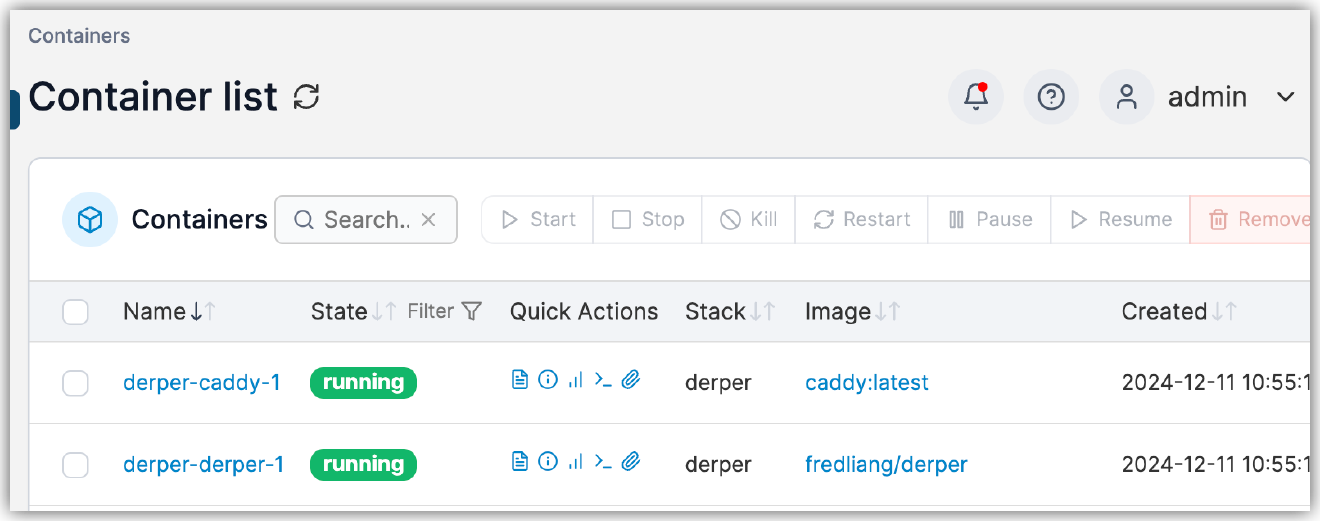 Containers
Container list
admin
Containers Search.. Start Stop Kill Restart Pause Resume Remove
Name State Filter Quick Actions Stack Image Created
derper-caddy-1 running derper caddy:latest 2024-12-11 10:55:1
derper-derper-1 running derper fredliang/derper 2024-12-11 10:55:1